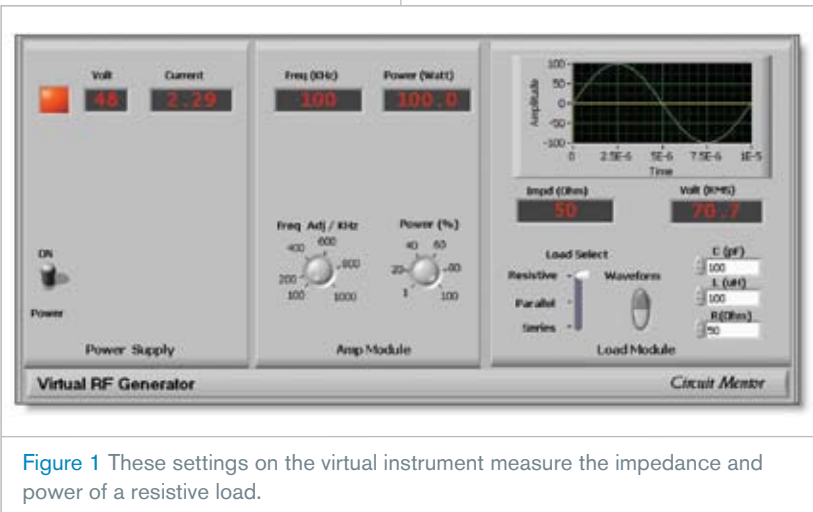 Volt Current
48 2.29
ON
Power
Power Supply
Freq (KHz) Power (Watt)
100 100.0
Freq Adj / KHz
100 200 400 600 800 1000
Power (%)
1 20 40 60 80 100
Amp Module
Amplitude
100
50
0
-50
-100
0 2.5E-6 5E-6 7.5E-6 1E-5
Time
Impd (Ohm) Volt (RMS)
50 70.7
Load Select
Resistive
Parallel
Series
Waveform
C (pF)
100
L (uH)
100
R(Ohm)
50
Load Module
Virtual RF Generator
Circuit Mentor
Figure 1 These settings on the virtual instrument measure the impedance and
power of a resistive load.